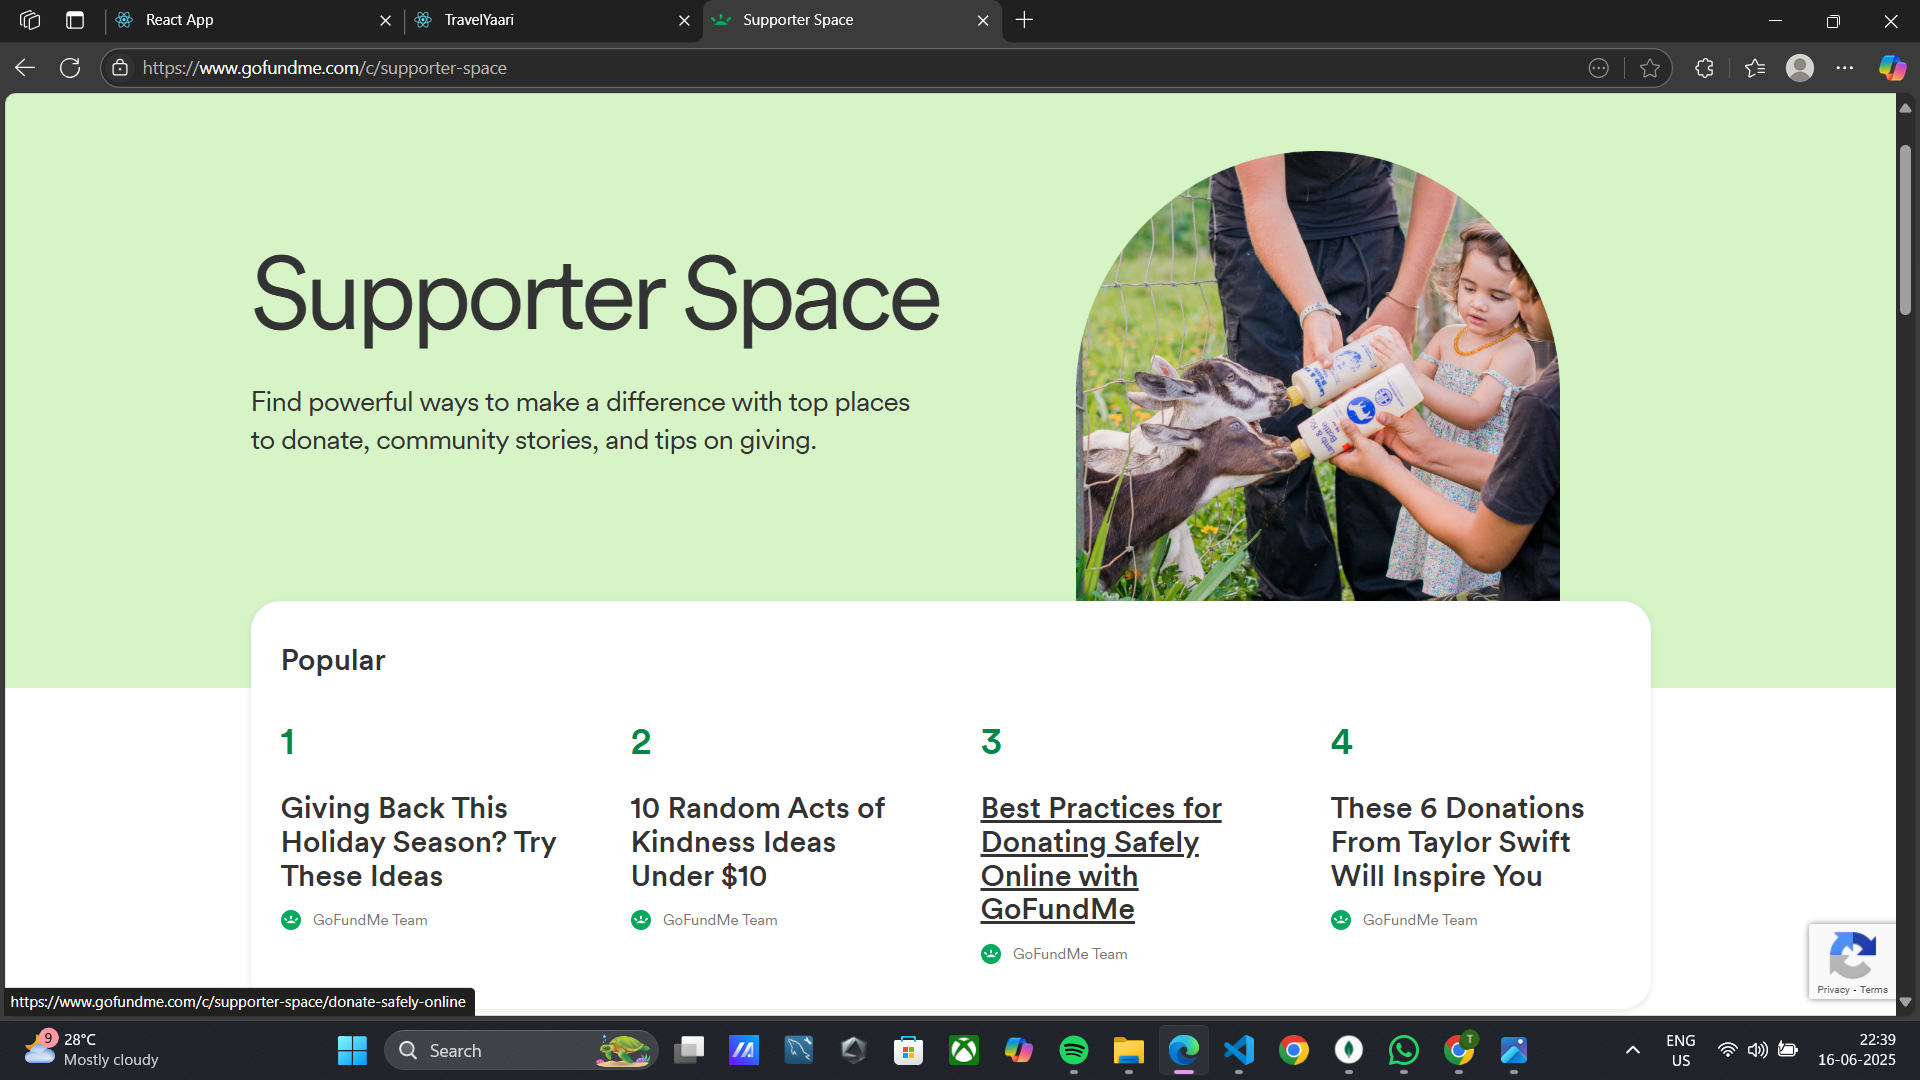 React App
TravelYaari
Supporter Space
https://www.gofundme.com/c/supporter-space
Supporter Space
Find powerful ways to make a difference with top places
to donate, community stories, and tips on giving.
Popular
1
Giving Back This
Holiday Season? Try
These Ideas
GoFundMe Team
2
10 Random Acts of
Kindness Ideas
Under $10
GoFundMe Team
3
Best Practices for
Donating Safely
Online with
GoFundMe
GoFundMe Team
4
These 6 Donations
From Taylor Swift
Will Inspire You
GoFundMe Team
Privacy - Terms
https://www.gofundme.com/c/supporter-space/donate-safely-online
9
28°C
Mostly cloudy
Search
T
ENG
US
22:39
16-06-2025